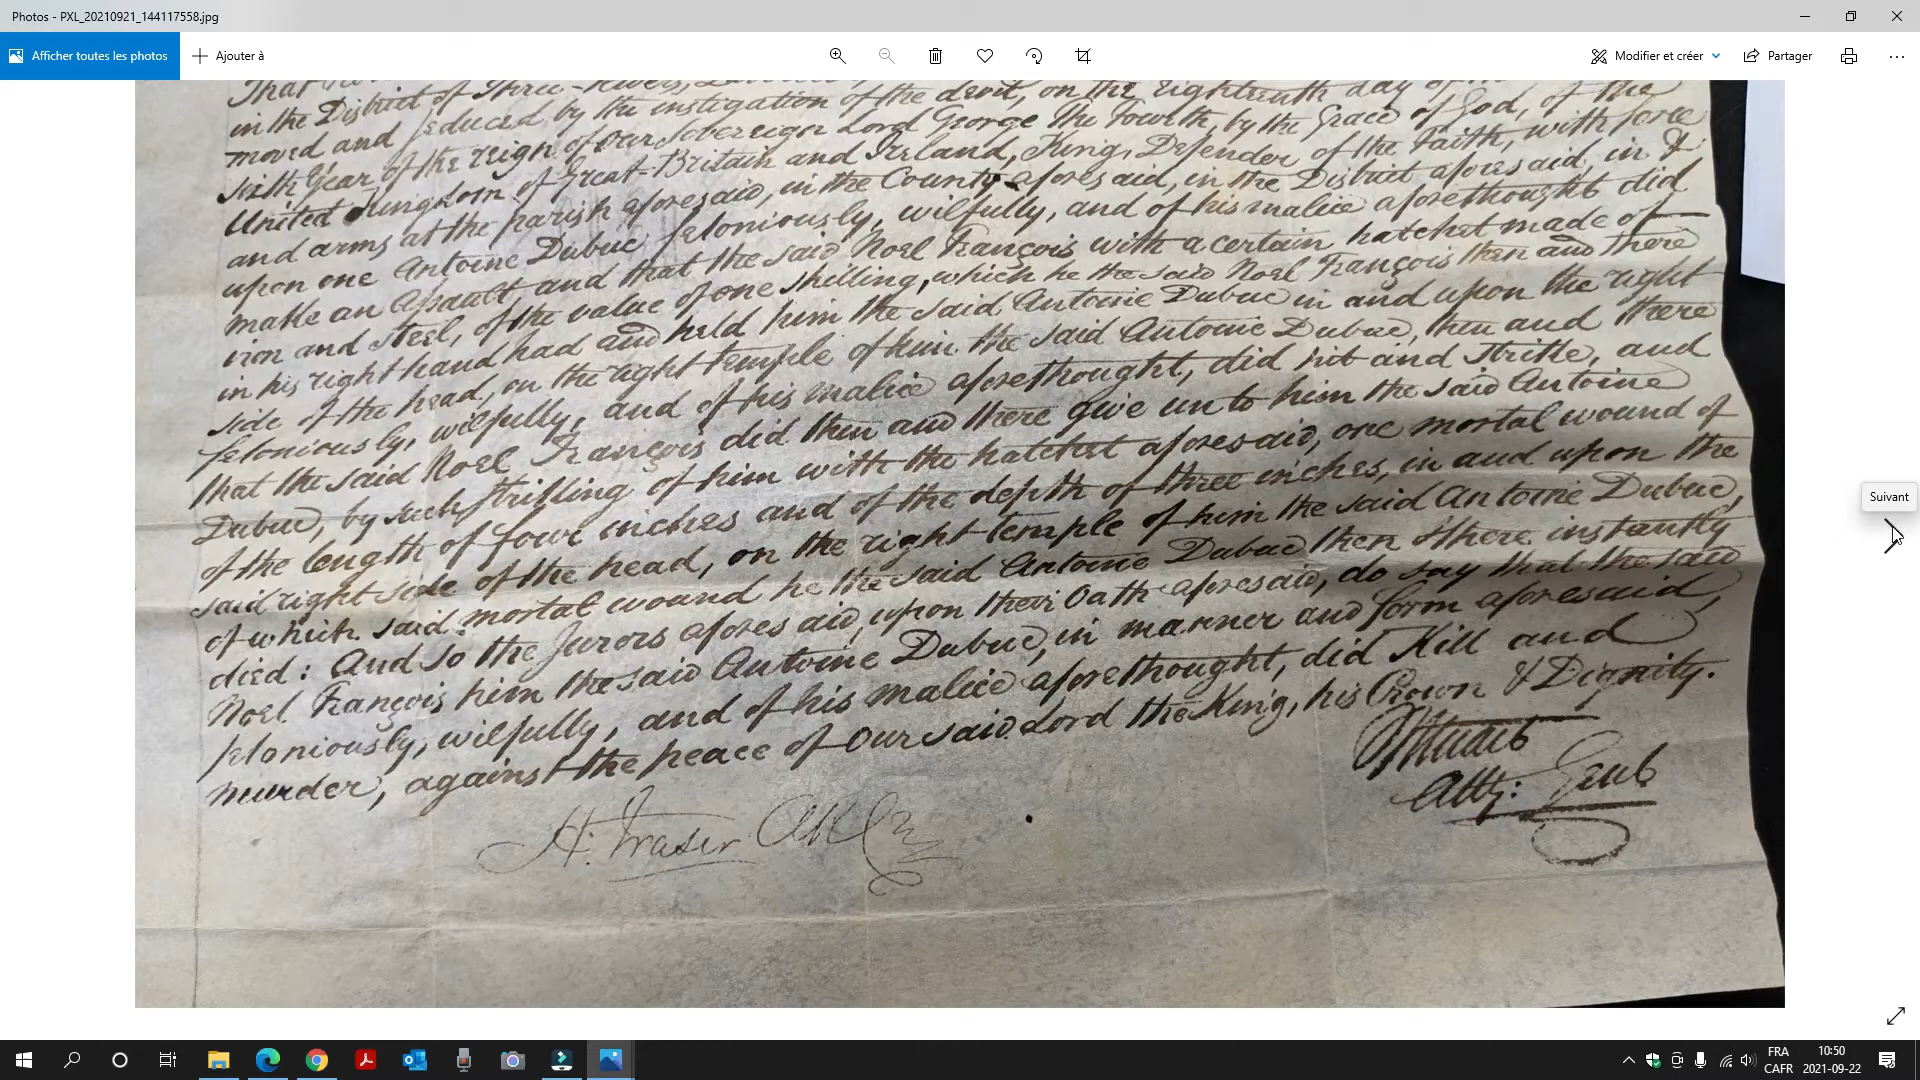 Photos - PXL_20210921_144117558.jpg
Afficher toutes les photos
Ajouter à
Modifier et créer
Partager
in the District of Three-Rivers, on the eighteenth day of
moved and seduced by the instigation of the devil, on the
sixth Year of the reign of Our Sovereign Lord George the Fourth, by the Grace of God, of the
United Kingdom of Great-Britain and Ireland, King, Defender of the Faith, with force
and arms at the parish aforesaid, in the County aforesaid, in the District aforesaid, in &
upon one Antoine Dubuc feloniously, wilfully, and of his malice aforethought did
make an Assault, and that the said Noel François with a certain hatchet made of
iron and steel, of the value of one shilling, which he the said Noel François then and there
in his right hand had and held him the said Antoine Dubuc in and upon the right
side of the head, on the right temple of him the said Antoine Dubuc, then and there
feloniously, wilfully, and of his malice aforethought, did hit and strike, and
that the said Noel François did then and there give unto him the said Antoine
Dubuc, by such striking of him with the hatchet aforesaid, one mortal wound of
of the length of four inches and of the depth of three inches, in and upon the
said right side of the head, on the right temple of him the said Antoine Dubuc,
of which said mortal wound he the said Antoine Dubuc then & there instantly
died: And so the Jurors aforesaid, upon their Oath aforesaid, do say that the said
Noel François him the said Antoine Dubuc, in manner and form aforesaid,
feloniously, wilfully, and of his malice aforethought, did Kill and
murder, against the peace of Our said Lord the King, his Crown & Dignity.
Atty: Genl
H: Fraser
Suivant
FRA
CAFR
10:50
2021-09-22